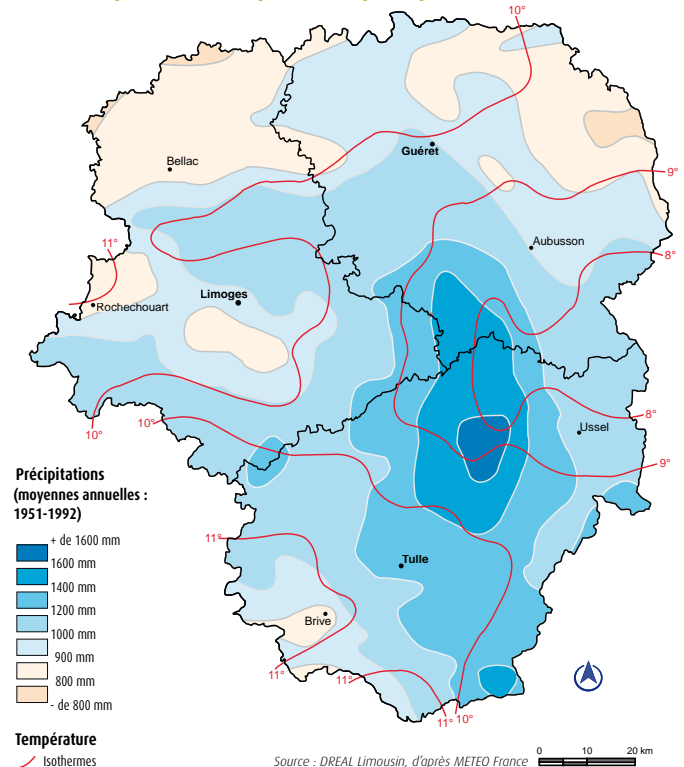 10°
10°
Bellac
Guéret
9°
Aubusson
8°
11°
Rochechouart
Limoges
10°
10°
8°
Ussel
9°
Précipitations
(moyennes annuelles :
1951-1992)
+ de 1600 mm
1600 mm
1400 mm
1200 mm
1000 mm
900 mm
800 mm
- de 800 mm
11°
Tulle
Brive
11°
11°
11°
10°
Température
Isothermes
Source : DREAL Limousin, d'après METEO France
0 10 20 km